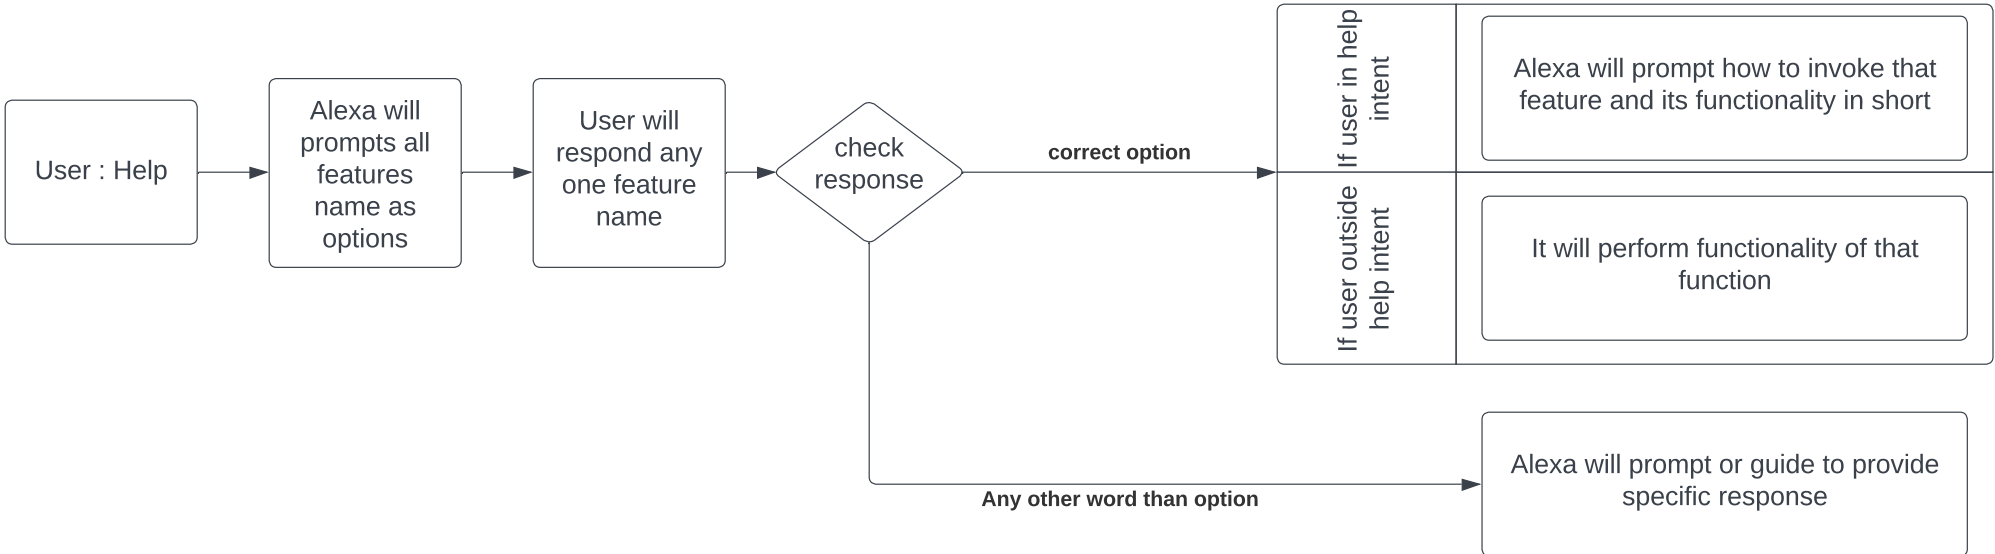 User : Help
Alexa will
prompts all
features
name as
options
User will
respond any
one feature
name
check
response
correct option
If user in help
intent
Alexa will prompt how to invoke that
feature and its functionality in short
If user outside
help intent
It will perform functionality of that
function
Any other word than option
Alexa will prompt or guide to provide
specific response